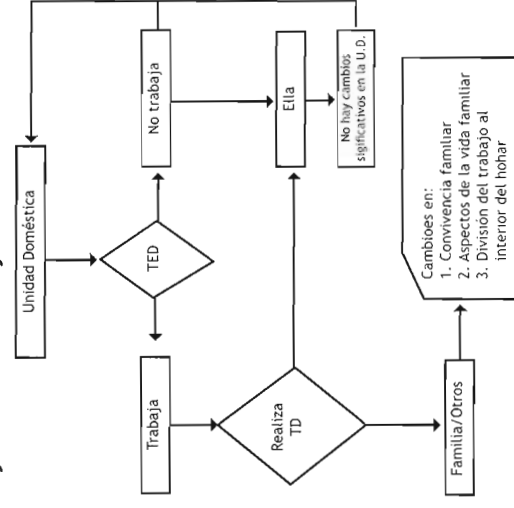 Unidad Doméstica
TED
No trabaja
Trabaja
Ella
Realiza
TD
No hay cambios
sigificativos en la U.D.
Familia/Otros
Cambioes en:
1. Convivencia familiar
2. Aspectos de la vida familiar
3. División del trabajo al
interior del hohar